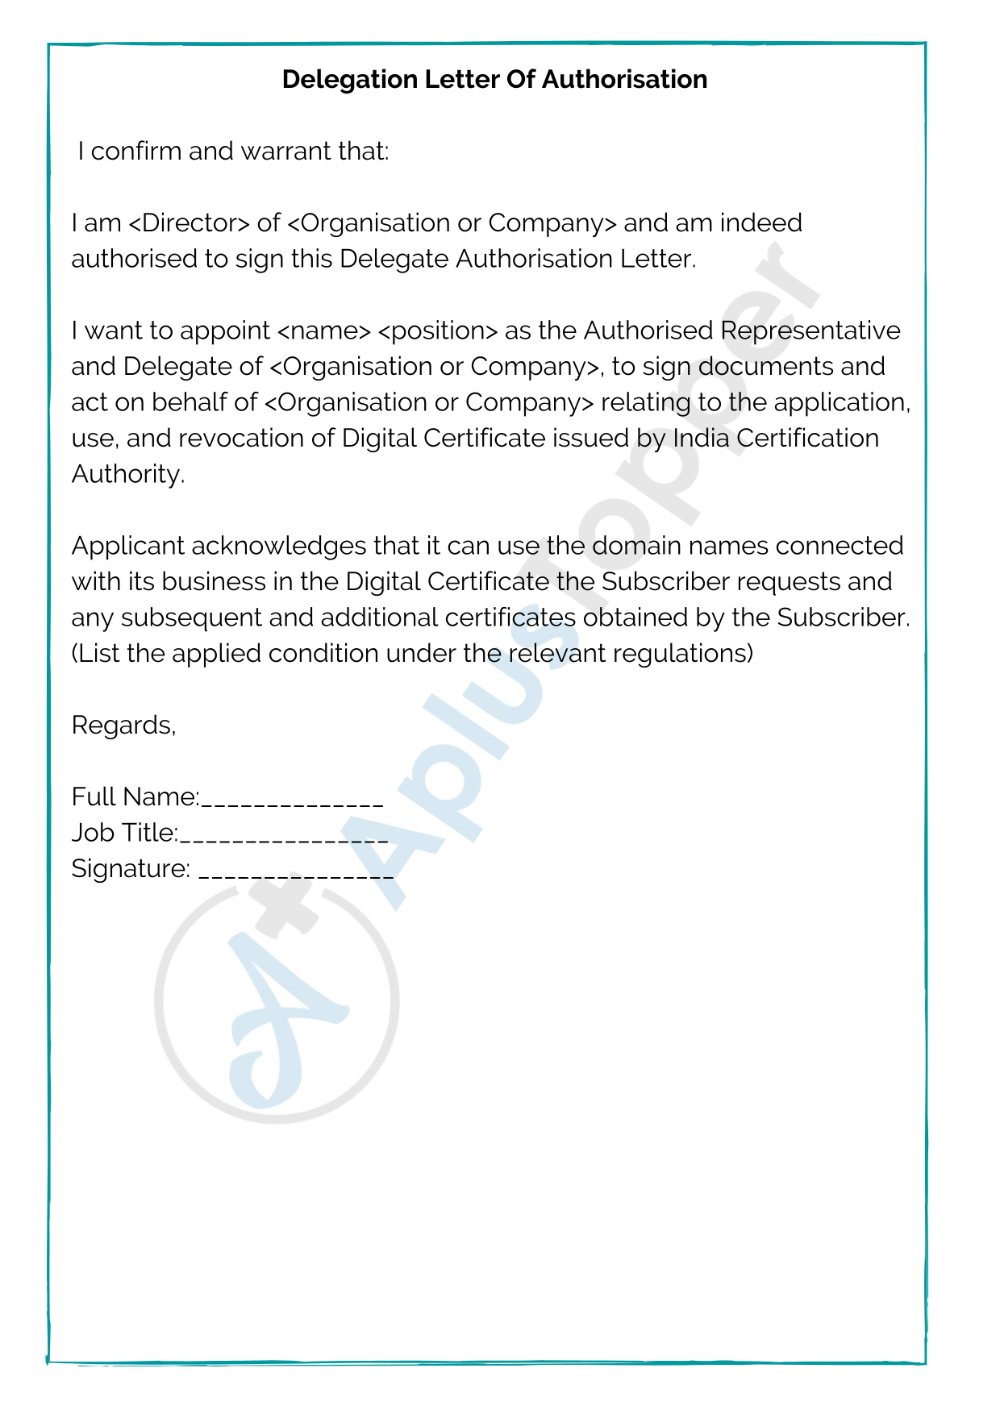 Delegation Letter Of Authorisation
I confirm and warrant that:
I am <Director> of <Organisation or Company> and am indeed
authorised to sign this Delegate Authorisation Letter.
I want to appoint <name> <position> as the Authorised Representative
and Delegate of <Organisation or Company>, to sign documents and
act on behalf of <Organisation or Company> relating to the application,
use, and revocation of Digital Certificate issued by India Certification
Authority.
Applicant acknowledges that it can use the domain names connected
with its business in the Digital Certificate the Subscriber requests and
any subsequent and additional certificates obtained by the Subscriber.
(List the applied condition under the relevant regulations)
Regards,
Full Name:______________
Job Title:________________
Signature: _______________
AplusTopper
A+